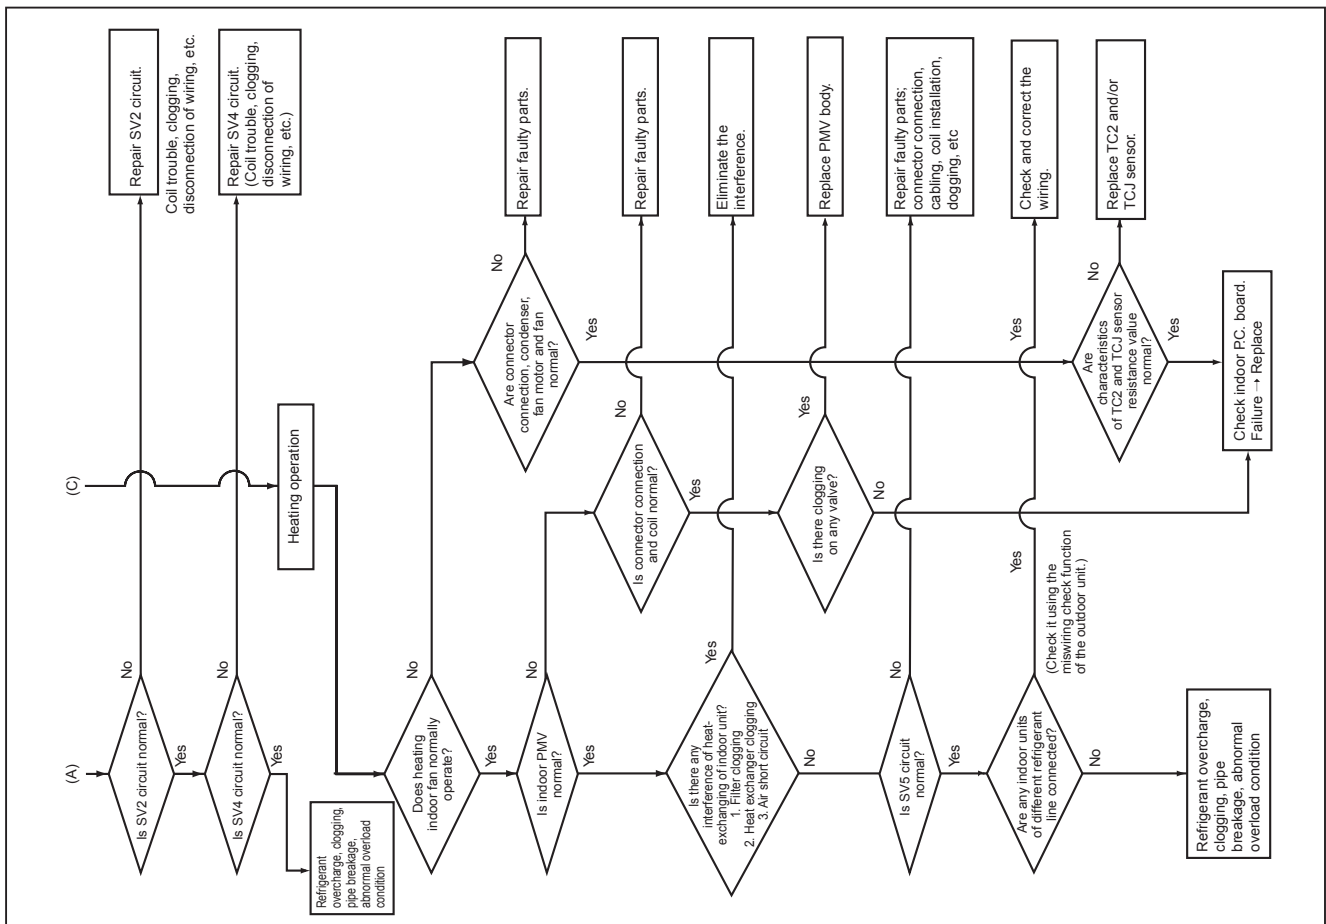 (A)
Is SV2 circuit normal?
No
Repair SV2 circuit.
Coil trouble, clogging,
disconnection of wiring, etc.
Yes
Is SV4 circuit normal?
No
Repair SV4 circuit.
(Coil trouble, clogging,
disconnection of
wiring, etc.)
Yes
Refrigerant
overcharge, clogging,
pipe breakage,
abnormal overload
condition
(C)
Heating operation
Does heating
indoor fan normally
operate?
No
Are connector
connection, condenser,
fan motor and fan
normal?
No
Repair faulty parts.
Yes
Yes
Is indoor PMV
normal?
No
Is connector connection
and coil normal?
No
Repair faulty parts.
Yes
Yes
Is there any
interference of heat-
exchanging of indoor unit?
1. Filter clogging
2. Heat exchanger clogging
3. Air short circuit
Yes
Eliminate the
interference.
Is there clogging
on any valve?
Yes
Replace PMV body.
No
No
Is SV5 circuit
normal?
No
Repair faulty parts;
connector connection,
cabling, coil installation,
dogging, etc
Yes
Are any indoor units
of different refrigerant
line connected?
Yes
(Check it using the
miswiring check function
of the outdoor unit.)
Yes
Check and correct the
wiring.
Are
characteristics
of TC2 and TCJ sensor
resistance value
normal?
No
Replace TC2 and/or
TCJ sensor.
Yes
Check indoor P.C. board.
Failure → Replace
No
Refrigerant overcharge,
clogging, pipe
breakage, abnormal
overload condition